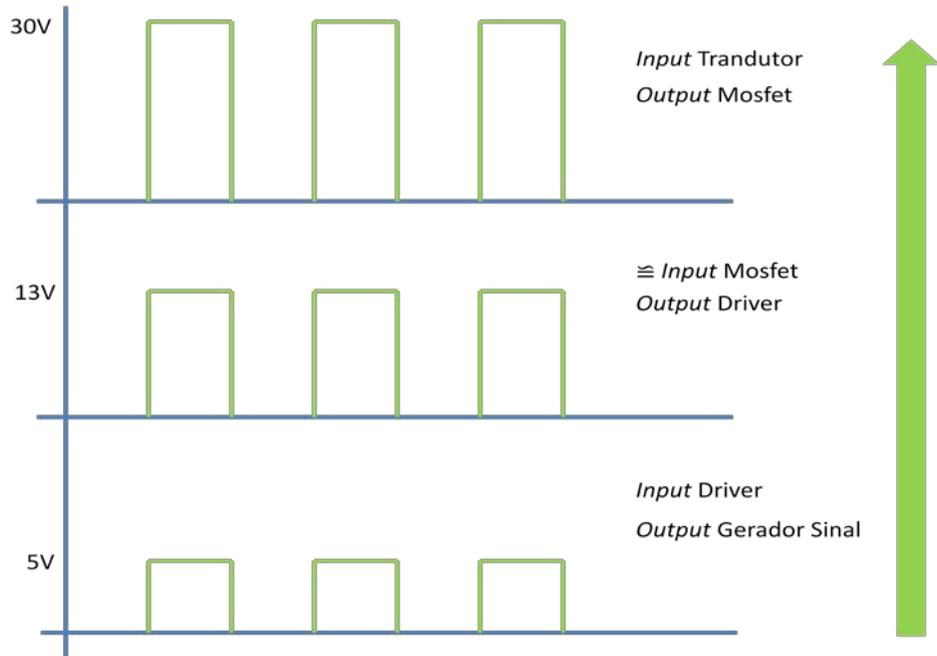 30V
Input Trandutor
Output Mosfet
13V
≌ Input Mosfet
Output Driver
Input Driver
Output Gerador Sinal
5V